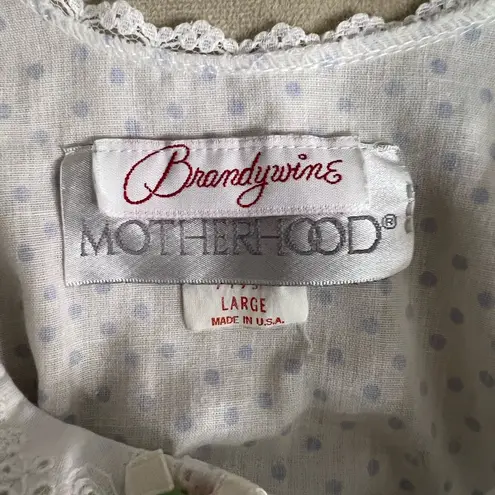 Brandywine
MOTHERHOOD®
LARGE
MADE IN U.S.A.